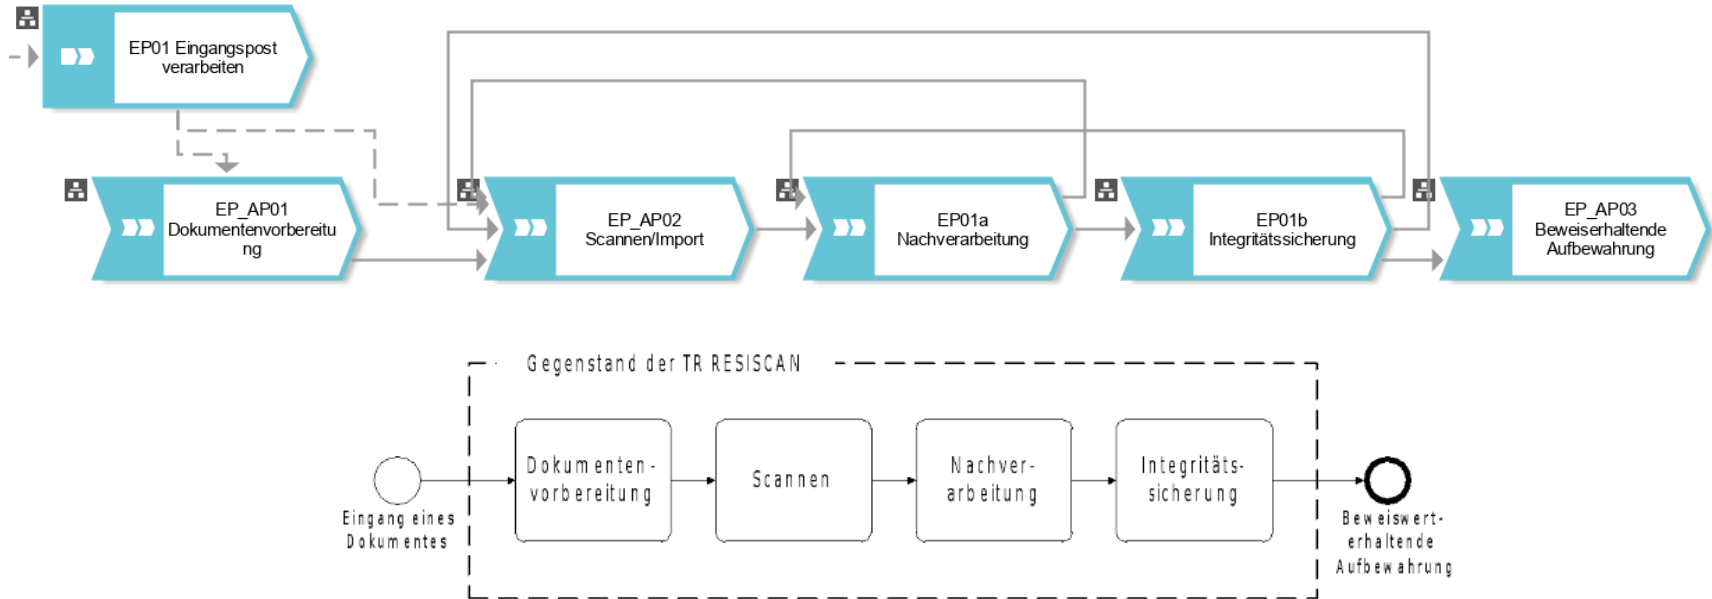 EP01 Eingangspost
verarbeiten
EP_AP01
Dokumentenvorbereitu
ng
EP_AP02
Scannen/Import
EP01a
Nachverarbeitung
EP01b
Integritätssicherung
EP_AP03
Beweiserhaltende
Aufbewahrung
Gegenstand der TR RESISCAN
Eingang eines
Dokumentes
Dokumenten-
vorbereitung
Scannen
Nachver-
arbeitung
Integritäts-
sicherung
Beweiswert-
erhaltende
Aufbewahrung